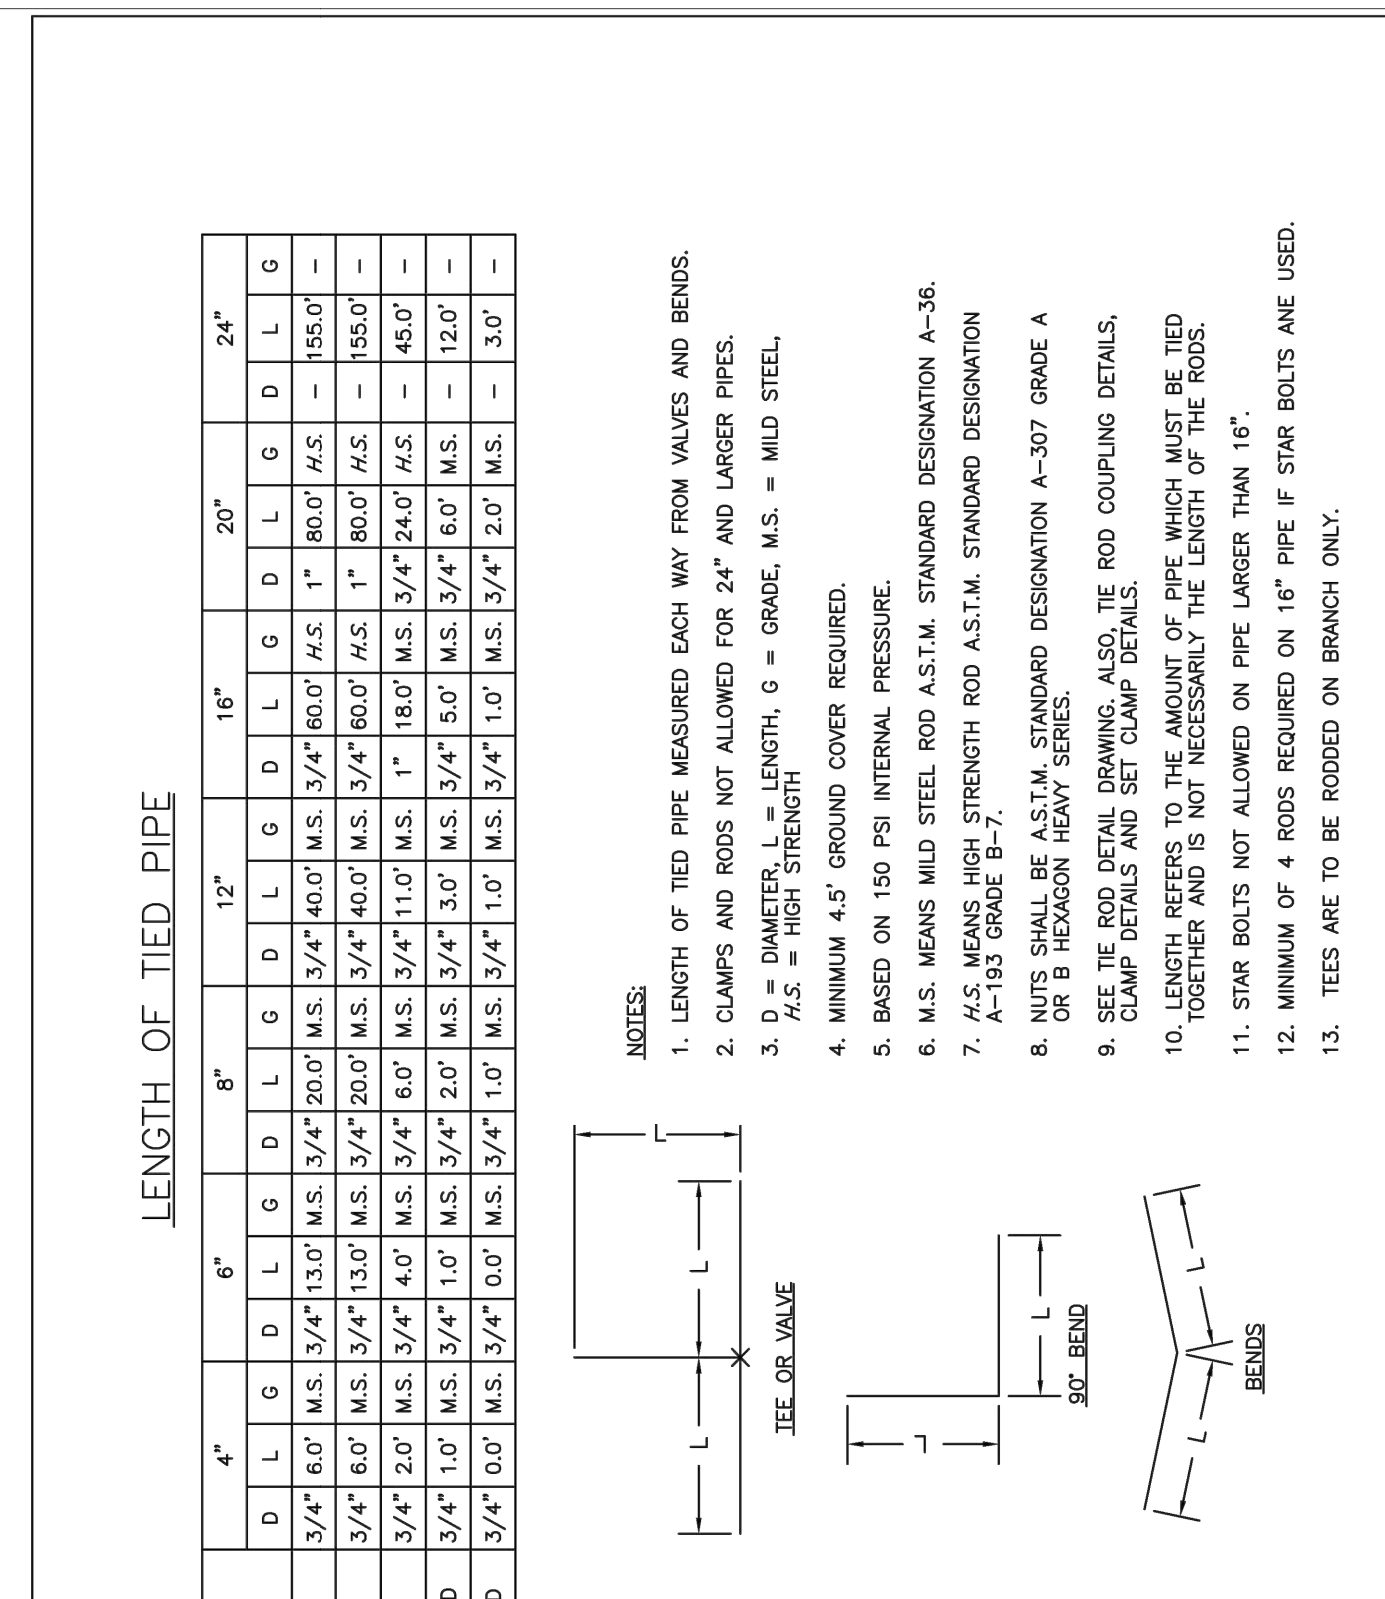 LENGTH OF TIED PIPE
4" 6" 8" 12" 16" 20" 24"
D L G D L G D L G D L G D L G D L G D L G
3/4" 6.0' M.S. 3/4" 13.0' M.S. 3/4" 20.0' M.S. 3/4" 40.0' M.S. 3/4" 60.0' H.S. 1" 80.0' H.S. – 155.0' –
3/4" 6.0' M.S. 3/4" 13.0' M.S. 3/4" 20.0' M.S. 3/4" 40.0' M.S. 3/4" 60.0' H.S. 1" 80.0' H.S. – 155.0' –
3/4" 2.0' M.S. 3/4" 4.0' M.S. 3/4" 6.0' M.S. 3/4" 11.0' M.S. 1" 18.0' M.S. 3/4" 24.0' H.S. – 45.0' –
D 3/4" 1.0' M.S. 3/4" 1.0' M.S. 3/4" 2.0' M.S. 3/4" 3.0' M.S. 3/4" 5.0' M.S. 3/4" 6.0' M.S. – 12.0' –
D 3/4" 0.0' M.S. 3/4" 0.0' M.S. 3/4" 1.0' M.S. 3/4" 1.0' M.S. 3/4" 1.0' M.S. 3/4" 2.0' M.S. – 3.0' –
L
L L
TEE OR VALVE
L
L
90° BEND
L L
BENDS
NOTES:
1. LENGTH OF TIED PIPE MEASURED EACH WAY FROM VALVES AND BENDS.
2. CLAMPS AND RODS NOT ALLOWED FOR 24" AND LARGER PIPES.
3. D = DIAMETER, L = LENGTH, G = GRADE, M.S. = MILD STEEL,
H.S. = HIGH STRENGTH
4. MINIMUM 4.5' GROUND COVER REQUIRED.
5. BASED ON 150 PSI INTERNAL PRESSURE.
6. M.S. MEANS MILD STEEL ROD A.S.T.M. STANDARD DESIGNATION A–36.
7. H.S. MEANS HIGH STRENGTH ROD A.S.T.M. STANDARD DESIGNATION
A–193 GRADE B–7.
8. NUTS SHALL BE A.S.T.M. STANDARD DESIGNATION A–307 GRADE A
OR B HEXAGON HEAVY SERIES.
9. SEE TIE ROD DETAIL DRAWING. ALSO, TIE ROD COUPLING DETAILS,
CLAMP DETAILS AND SET CLAMP DETAILS.
10. LENGTH REFERS TO THE AMOUNT OF PIPE WHICH MUST BE TIED
TOGETHER AND IS NOT NECESSARILY THE LENGTH OF THE RODS.
11. STAR BOLTS NOT ALLOWED ON PIPE LARGER THAN 16".
12. MINIMUM OF 4 RODS REQUIRED ON 16" PIPE IF STAR BOLTS ANE USED.
13. TEES ARE TO BE RODDED ON BRANCH ONLY.